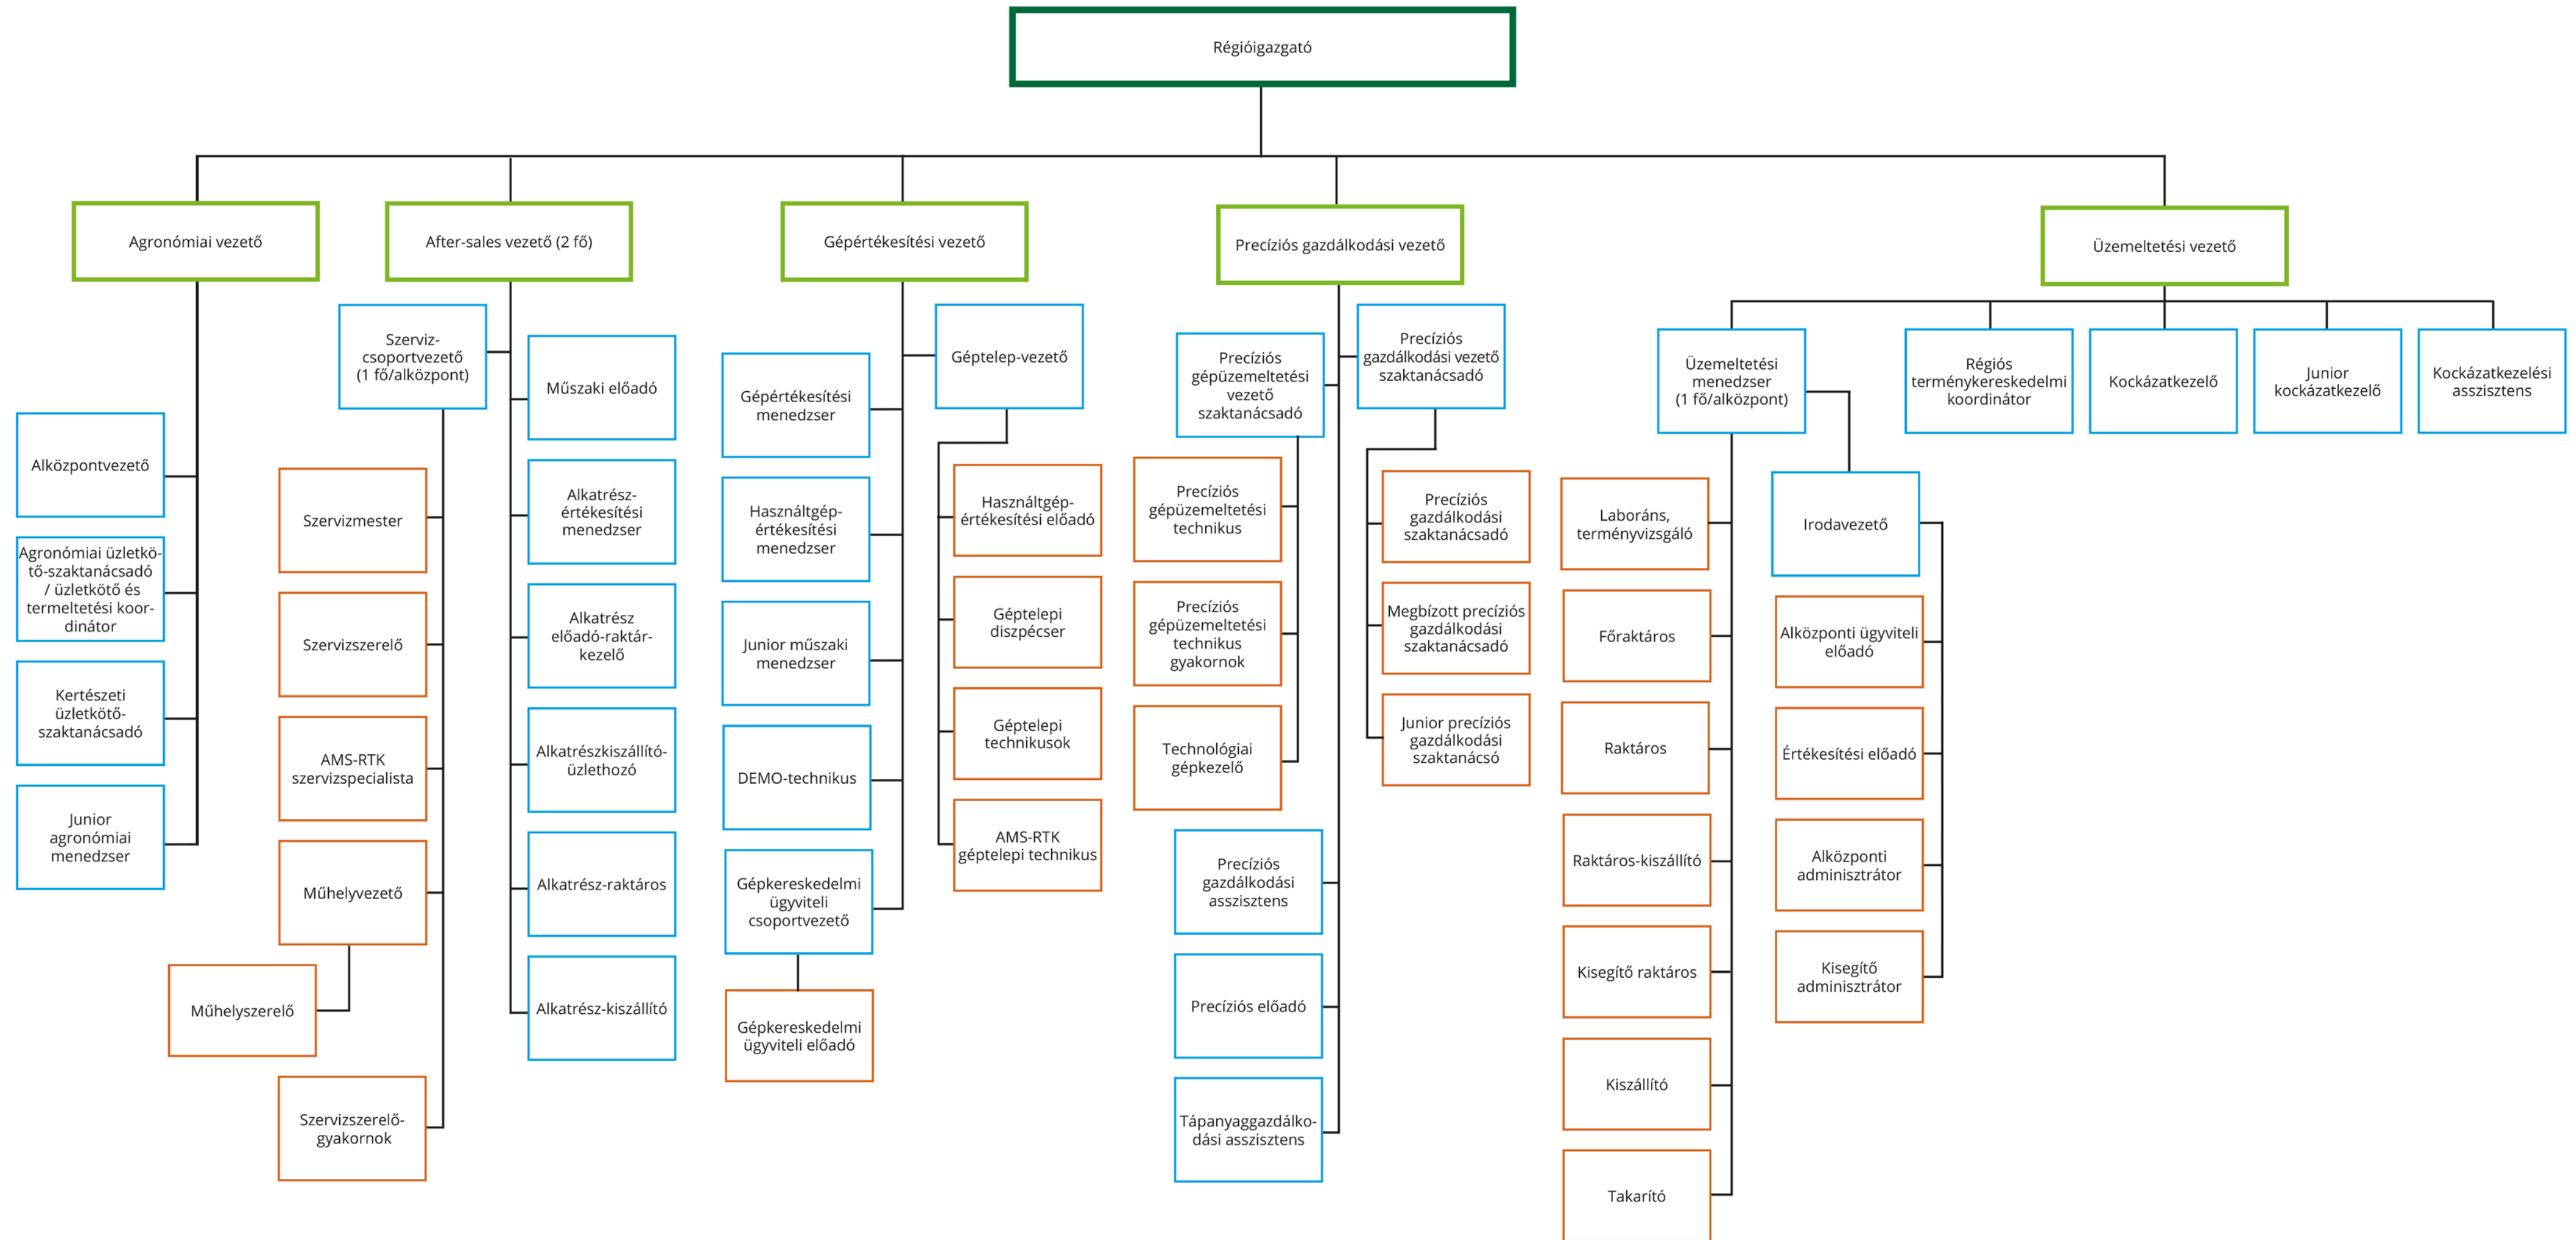 Régióigazgató
Agronómiai vezető
After-sales vezető (2 fő)
Gépértékesítési vezető
Precíziós gazdálkodási vezető
Üzemeltetési vezető
Alközpontvezető
Agronómiai üzletkö-
tő-szaktanácsadó
/ üzletkötő és
termeltetési koor-
dinátor
Kertészeti
üzletkötő-
szaktanácsadó
Junior
agronómiai
menedzser
Szerviz-
csoportvezető
(1 fő/alközpont)
Szervizmester
Szervizszerelő
AMS-RTK
szervizspecialista
Műhelyvezető
Műhelyszerelő
Szervizszerelő-
gyakornok
Műszaki előadó
Alkatrész-
értékesítési
menedzser
Alkatrész
előadó-raktár-
kezelő
Alkatrészkiszállító-
üzlethozó
Alkatrész-raktáros
Alkatrész-kiszállító
Gépértékesítési
menedzser
Használtgép-
értékesítési
menedzser
Junior műszaki
menedzser
DEMO-technikus
Gépkereskedelmi
ügyviteli
csoportvezető
Gépkereskedelmi
ügyviteli előadó
Géptelep-vezető
Használtgép-
értékesítési előadó
Géptelepi
diszpécser
Géptelepi
technikusok
AMS-RTK
géptelepi technikus
Precíziós
gépüzemeltetési
vezető
szaktanácsadó
Precíziós
gépüzemeltetési
technikus
Precíziós
gépüzemeltetési
technikus
gyakornok
Technológiai
gépkezelő
Precíziós
gazdálkodási
asszisztens
Precíziós előadó
Tápanyaggazdálko-
dási asszisztens
Precíziós
gazdálkodási vezető
szaktanácsadó
Precíziós
gazdálkodási
szaktanácsadó
Megbízott precíziós
gazdálkodási
szaktanácsadó
Junior precíziós
gazdálkodási
szaktanácsó
Üzemeltetési
menedzser
(1 fő/alközpont)
Laboráns,
terményvizsgáló
Főraktáros
Raktáros
Raktáros-kiszállító
Kisegítő raktáros
Kiszállító
Takarító
Irodavezető
Alközponti ügyviteli
előadó
Értékesítési előadó
Alközponti
adminisztrátor
Kisegítő
adminisztrátor
Régiós
terménykereskedelmi
koordinátor
Kockázatkezelő
Junior
kockázatkezelő
Kockázatkezelési
asszisztens